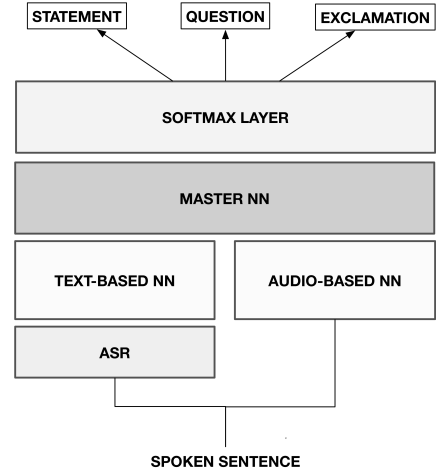 STATEMENT
QUESTION
EXCLAMATION
SOFTMAX LAYER
MASTER NN
TEXT-BASED NN
AUDIO-BASED NN
ASR
SPOKEN SENTENCE